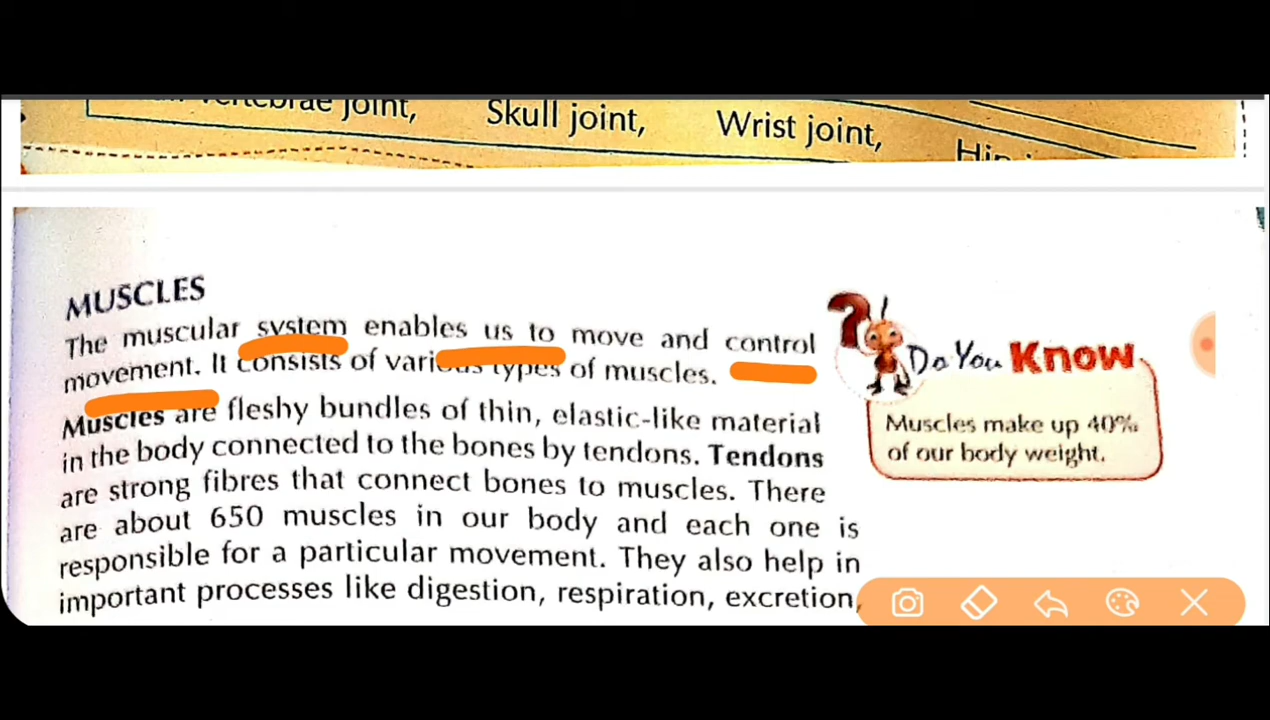 vertebrae joint, Skull joint, Wrist joint,
MUSCLES
The muscular system enables us to move and control
movement. It consists of various types of muscles.
Muscles are fleshy bundles of thin, elastic-like material
in the body connected to the bones by tendons. Tendons
are strong fibres that connect bones to muscles. There
are about 650 muscles in our body and each one is
responsible for a particular movement. They also help in
important processes like digestion, respiration, excretion,
Do You Know
Muscles make up 40%
of our body weight.